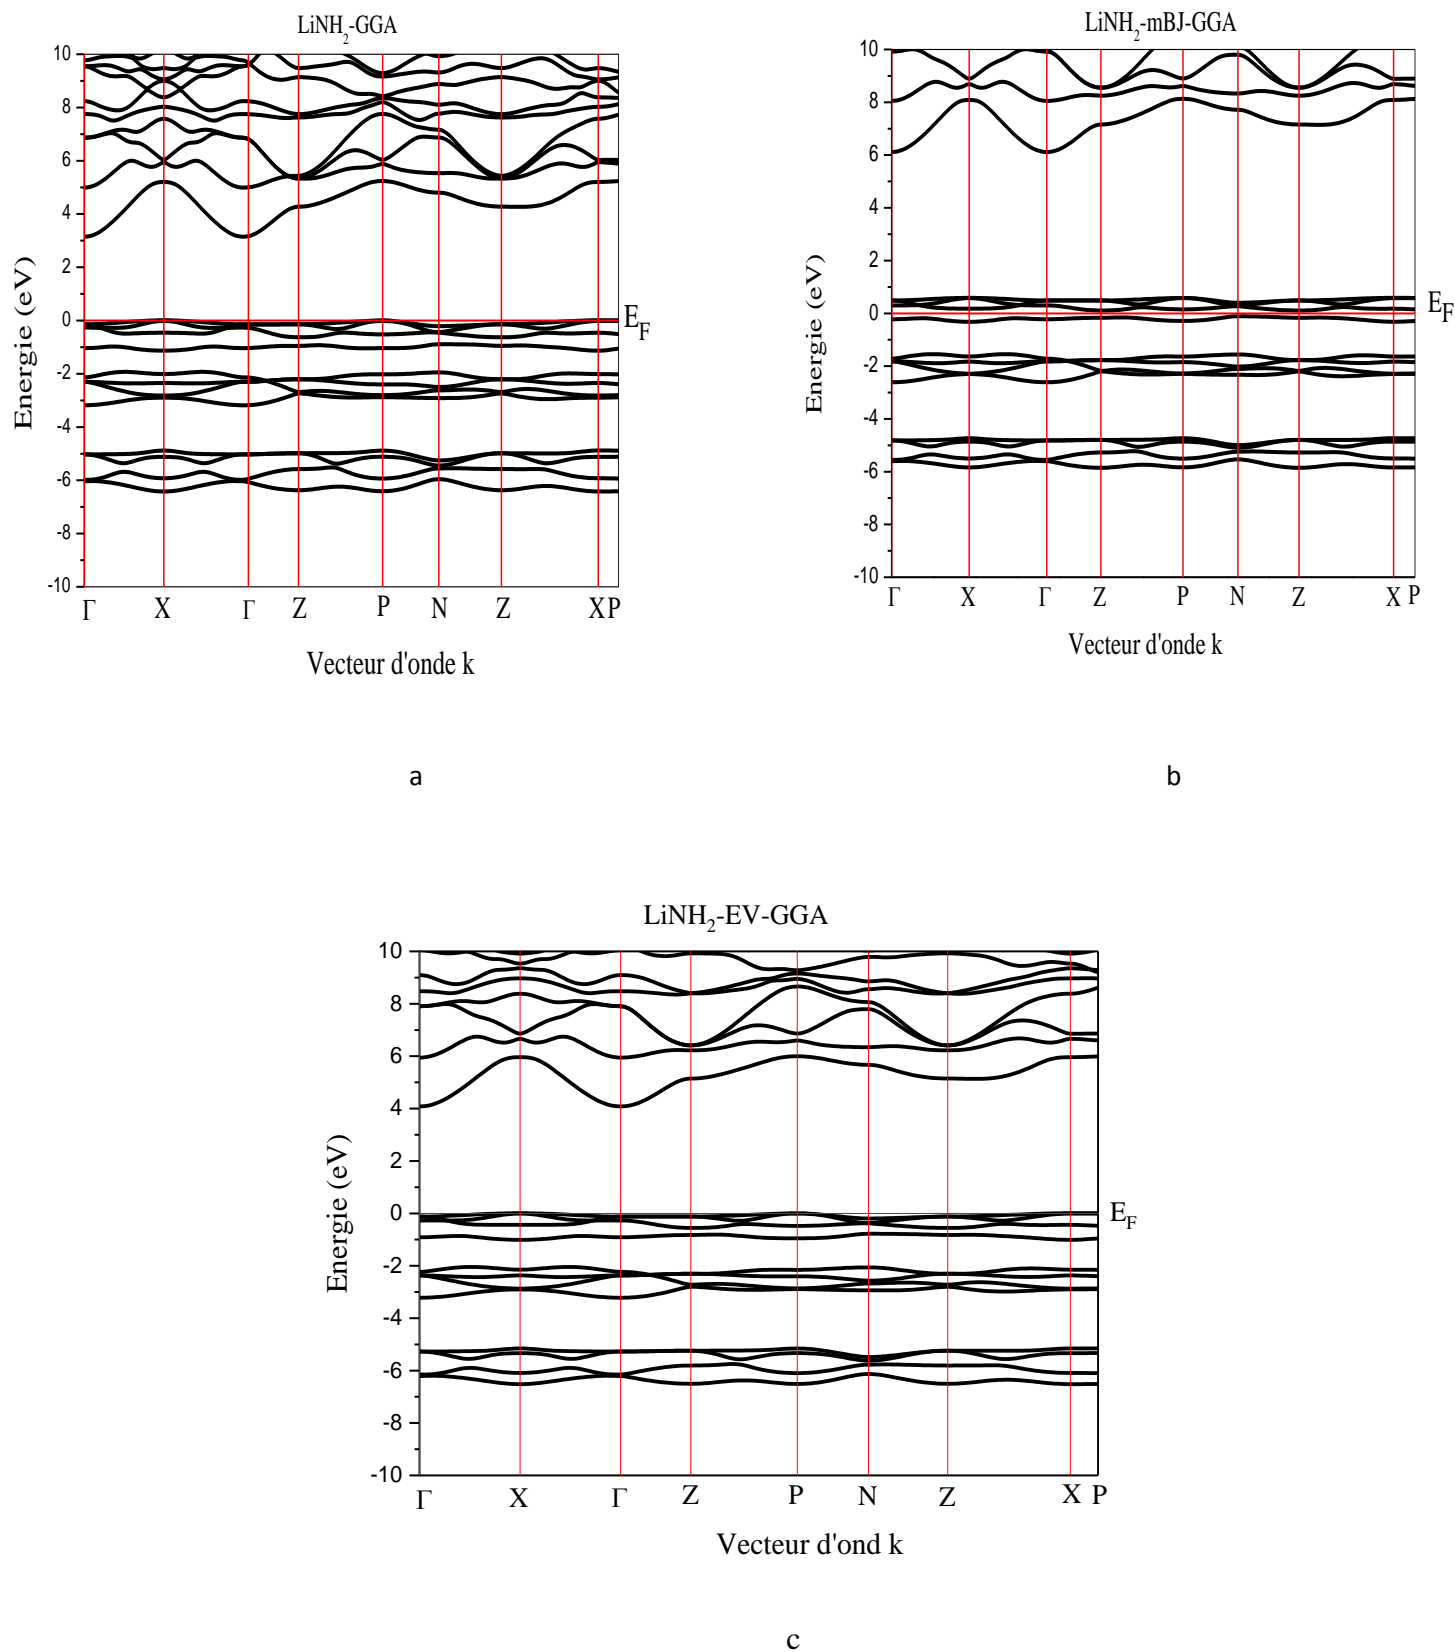 LiNH2-GGA
10
8
6
4
2
0
-2
-4
-6
-8
-10
Energie (eV)
EF
Γ X Γ Z P N Z X P
Vecteur d'onde k
a
LiNH2-mBJ-GGA
10
8
6
4
2
0
-2
-4
-6
-8
-10
Energie (eV)
EF
Γ X Γ Z P N Z X P
Vecteur d'onde k
b
LiNH2-EV-GGA
10
8
6
4
2
0
-2
-4
-6
-8
-10
Energie (eV)
EF
Γ X Γ Z P N Z X P
Vecteur d'ond k
c